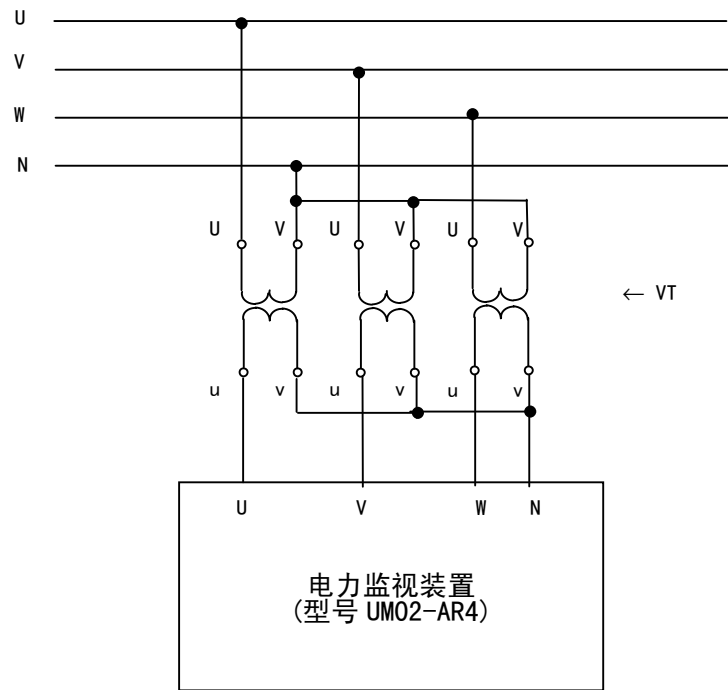 U
V
W
N
U V U V U V
← VT
u v u v u v
U V W N
电力监视装置
(型号 UM02-AR4)